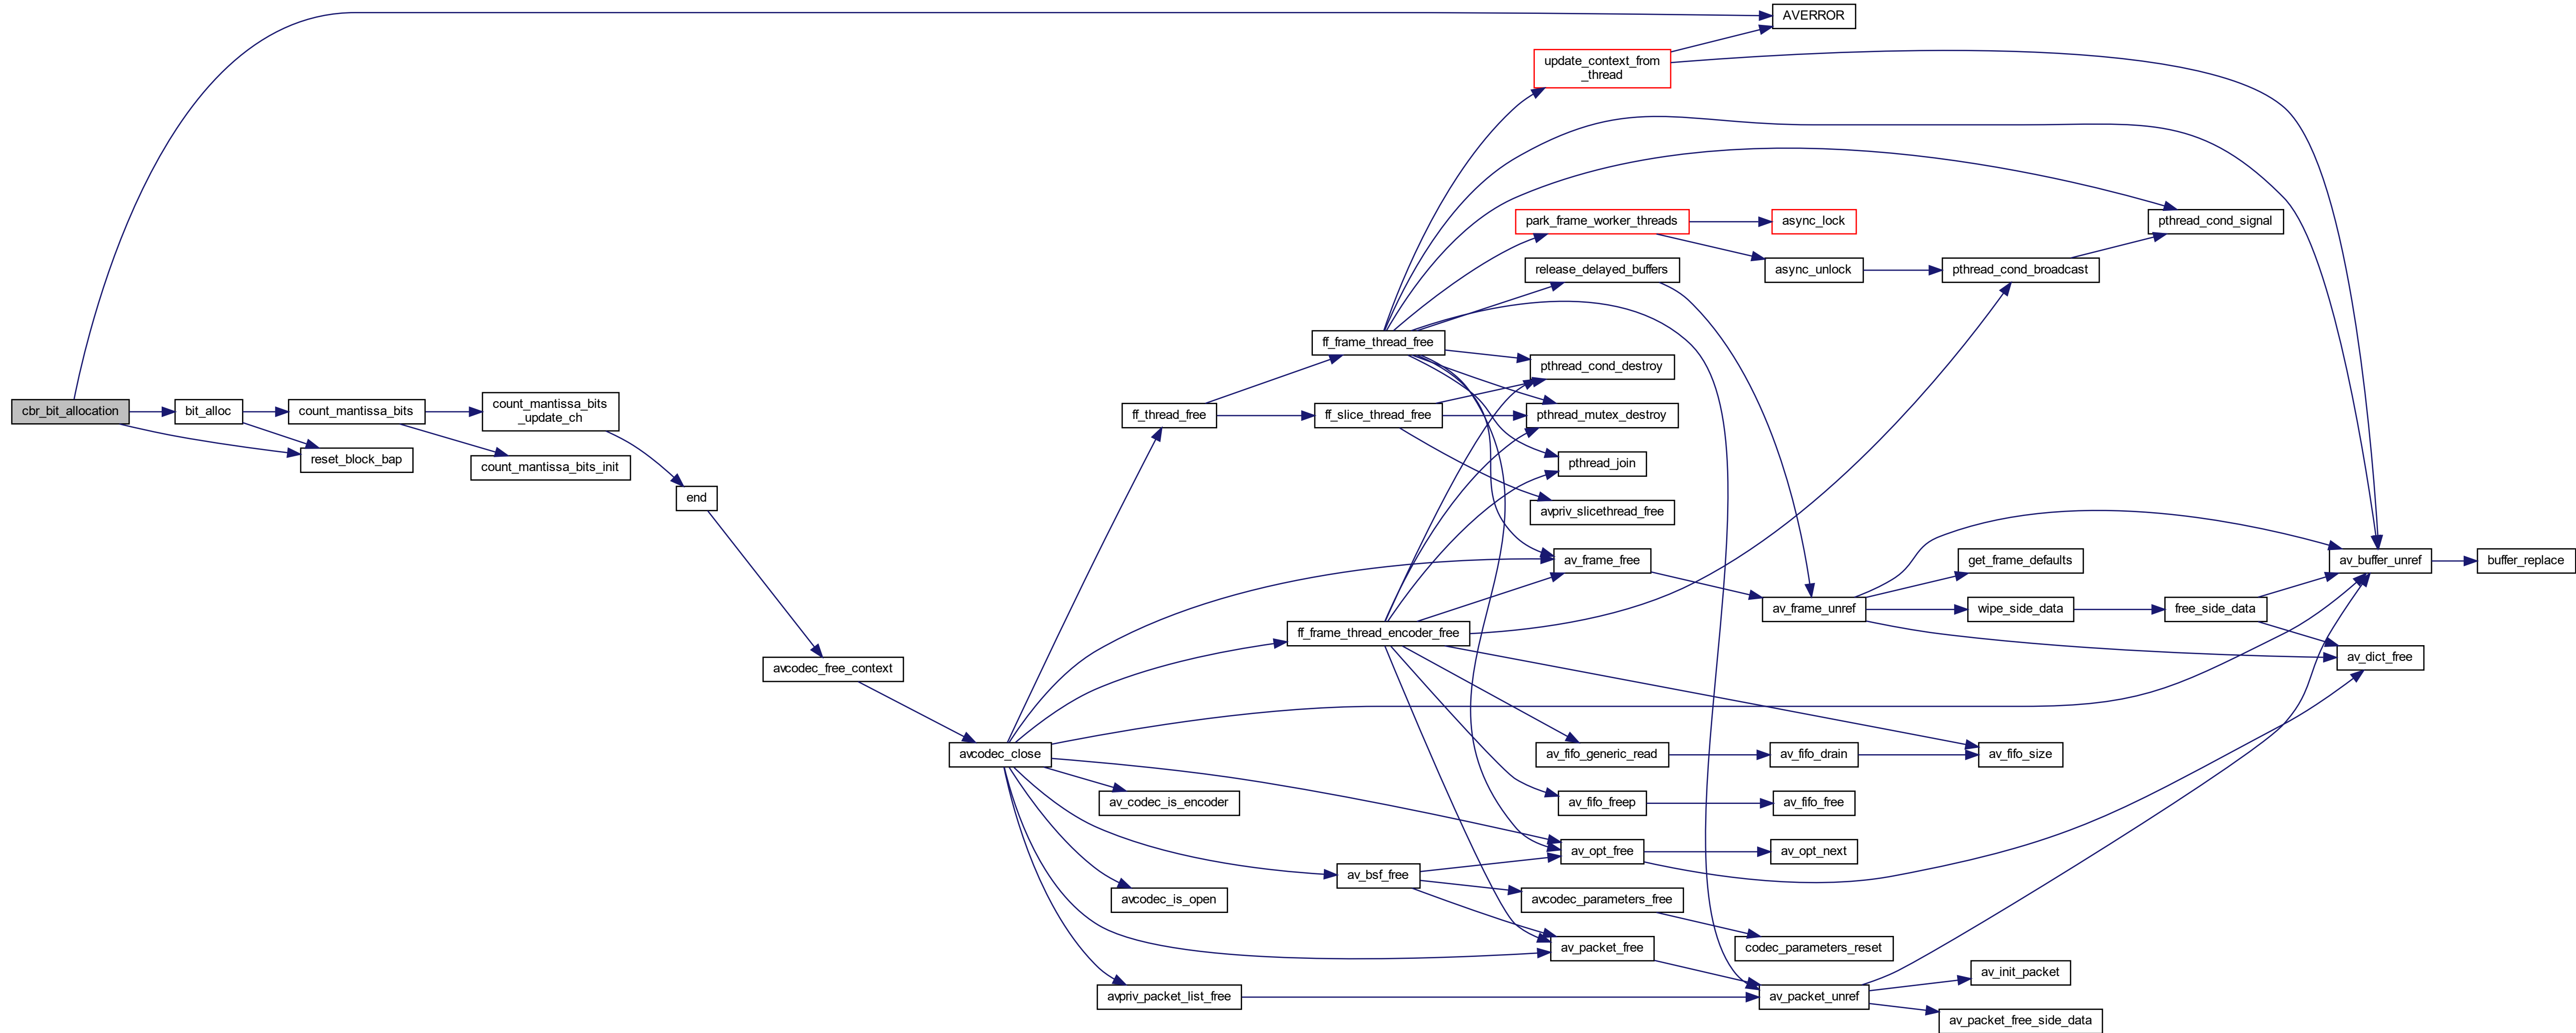 AVERROR
update_context_from
_thread
pthread_cond_signal
park_frame_worker_threads
async_lock
release_delayed_buffers
async_unlock
pthread_cond_broadcast
ff_frame_thread_free
pthread_cond_destroy
cbr_bit_allocation
bit_alloc
count_mantissa_bits
count_mantissa_bits
_update_ch
ff_thread_free
ff_slice_thread_free
pthread_mutex_destroy
reset_block_bap
count_mantissa_bits_init
pthread_join
end
avpriv_slicethread_free
av_frame_free
get_frame_defaults
av_buffer_unref
buffer_replace
av_frame_unref
wipe_side_data
free_side_data
ff_frame_thread_encoder_free
avcodec_free_context
av_dict_free
avcodec_close
av_fifo_generic_read
av_fifo_drain
av_fifo_size
av_codec_is_encoder
av_fifo_freep
av_fifo_free
av_opt_free
av_opt_next
av_bsf_free
avcodec_is_open
avcodec_parameters_free
av_packet_free
codec_parameters_reset
av_init_packet
avpriv_packet_list_free
av_packet_unref
av_packet_free_side_data